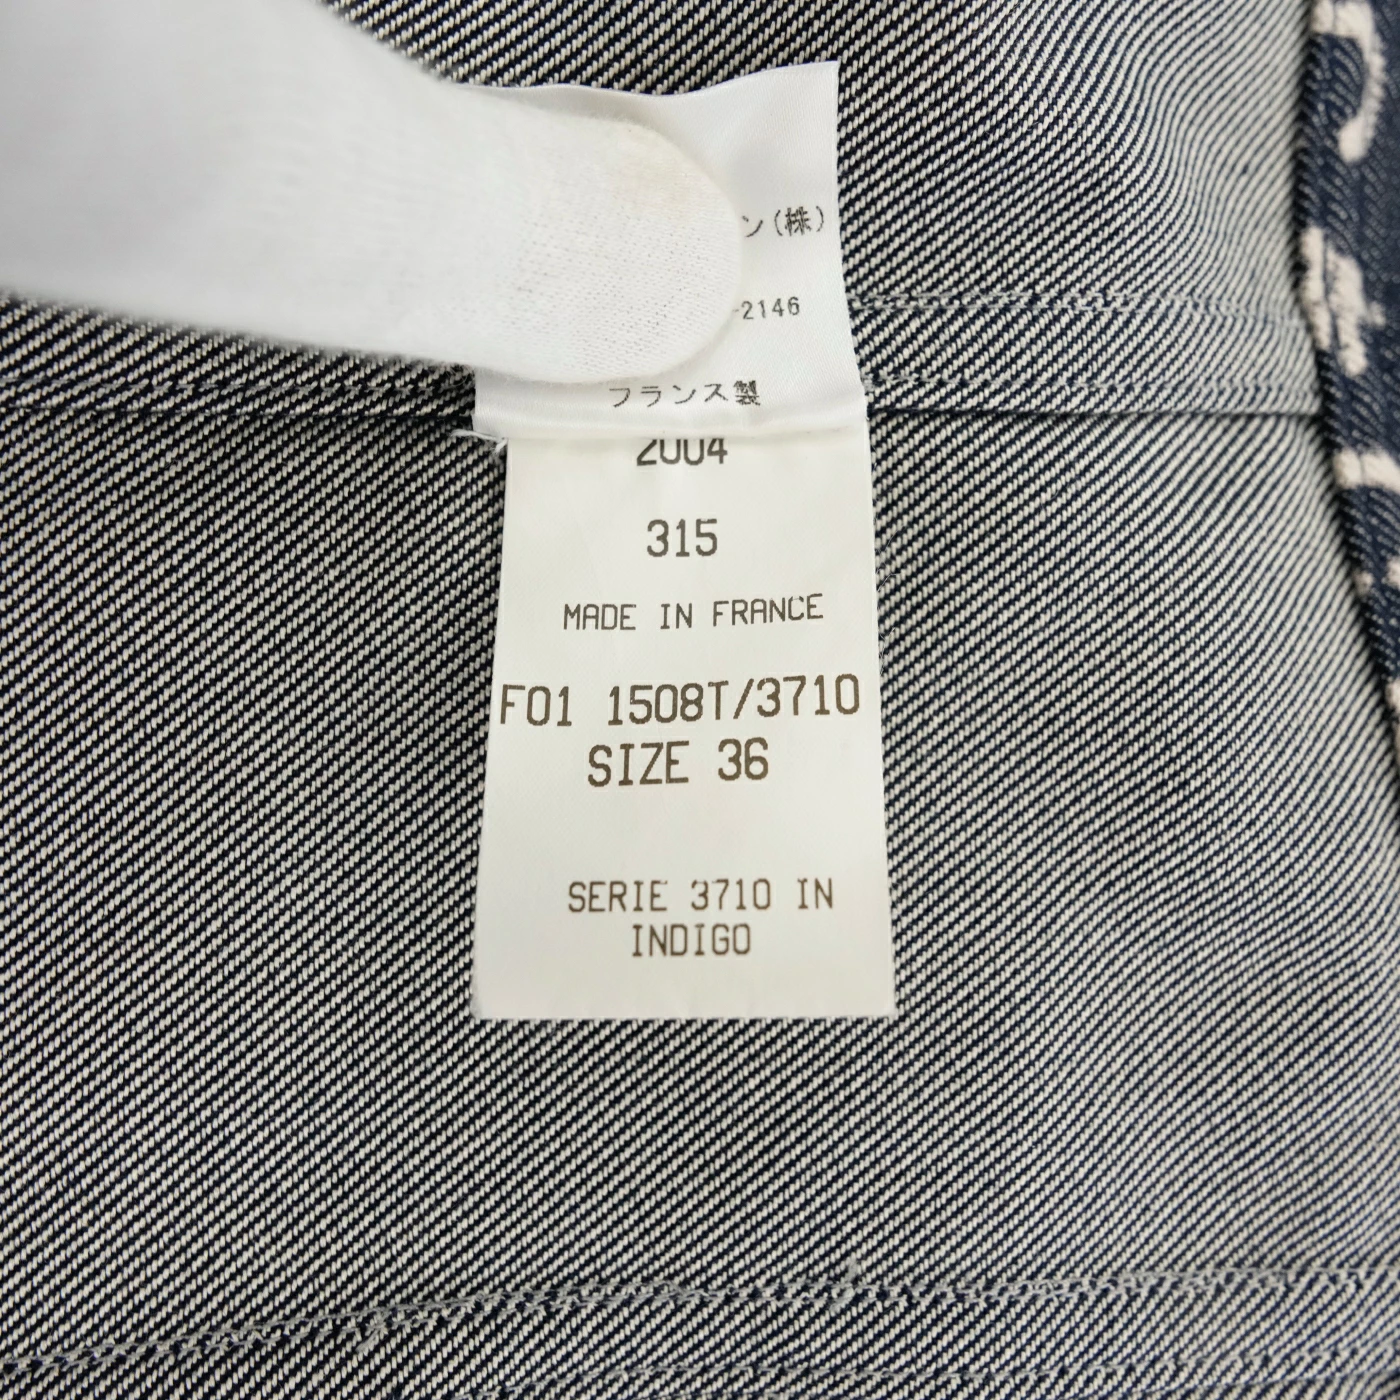 ン(株)
-2146
フランス製
2004
315
MADE IN FRANCE
F01 1508T/3710
SIZE 36
SERIE 3710 IN
INDIGO